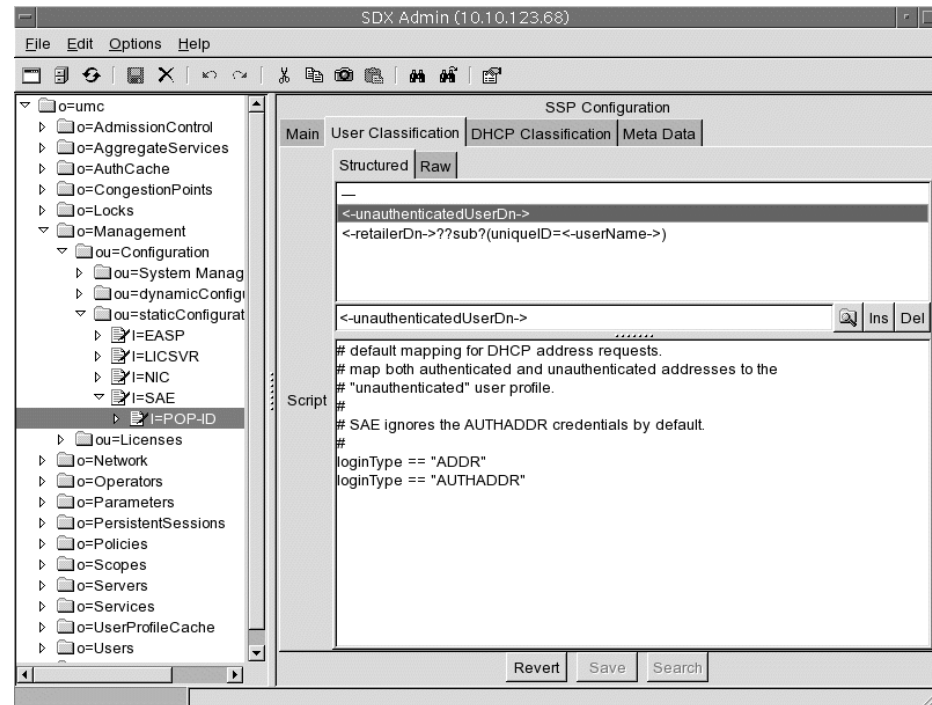 SDX Admin (10.10.123.68)
File Edit Options Help
o=umc
o=AdmissionControl
o=AggregateServices
o=AuthCache
o=CongestionPoints
o=Locks
o=Management
ou=Configuration
ou=System Manag
ou=dynamicConfigu
ou=staticConfigurat
l=EASP
l=LICSVR
l=NIC
l=SAE
l=POP-ID
ou=Licenses
o=Network
o=Operators
o=Parameters
o=PersistentSessions
o=Policies
o=Scopes
o=Servers
o=Services
o=UserProfileCache
o=Users
SSP Configuration
Main User Classification DHCP Classification Meta Data
Structured Raw
—
<-unauthenticatedUserDn->
<-retailerDn->??sub?(uniqueID=<-userName->)
<-unauthenticatedUserDn-> Ins Del
Script
# default mapping for DHCP address requests.
# map both authenticated and unauthenticated addresses to the
# "unauthenticated" user profile.
#
# SAE ignores the AUTHADDR credentials by default.
#
loginType == "ADDR"
loginType == "AUTHADDR"
Revert Save Search